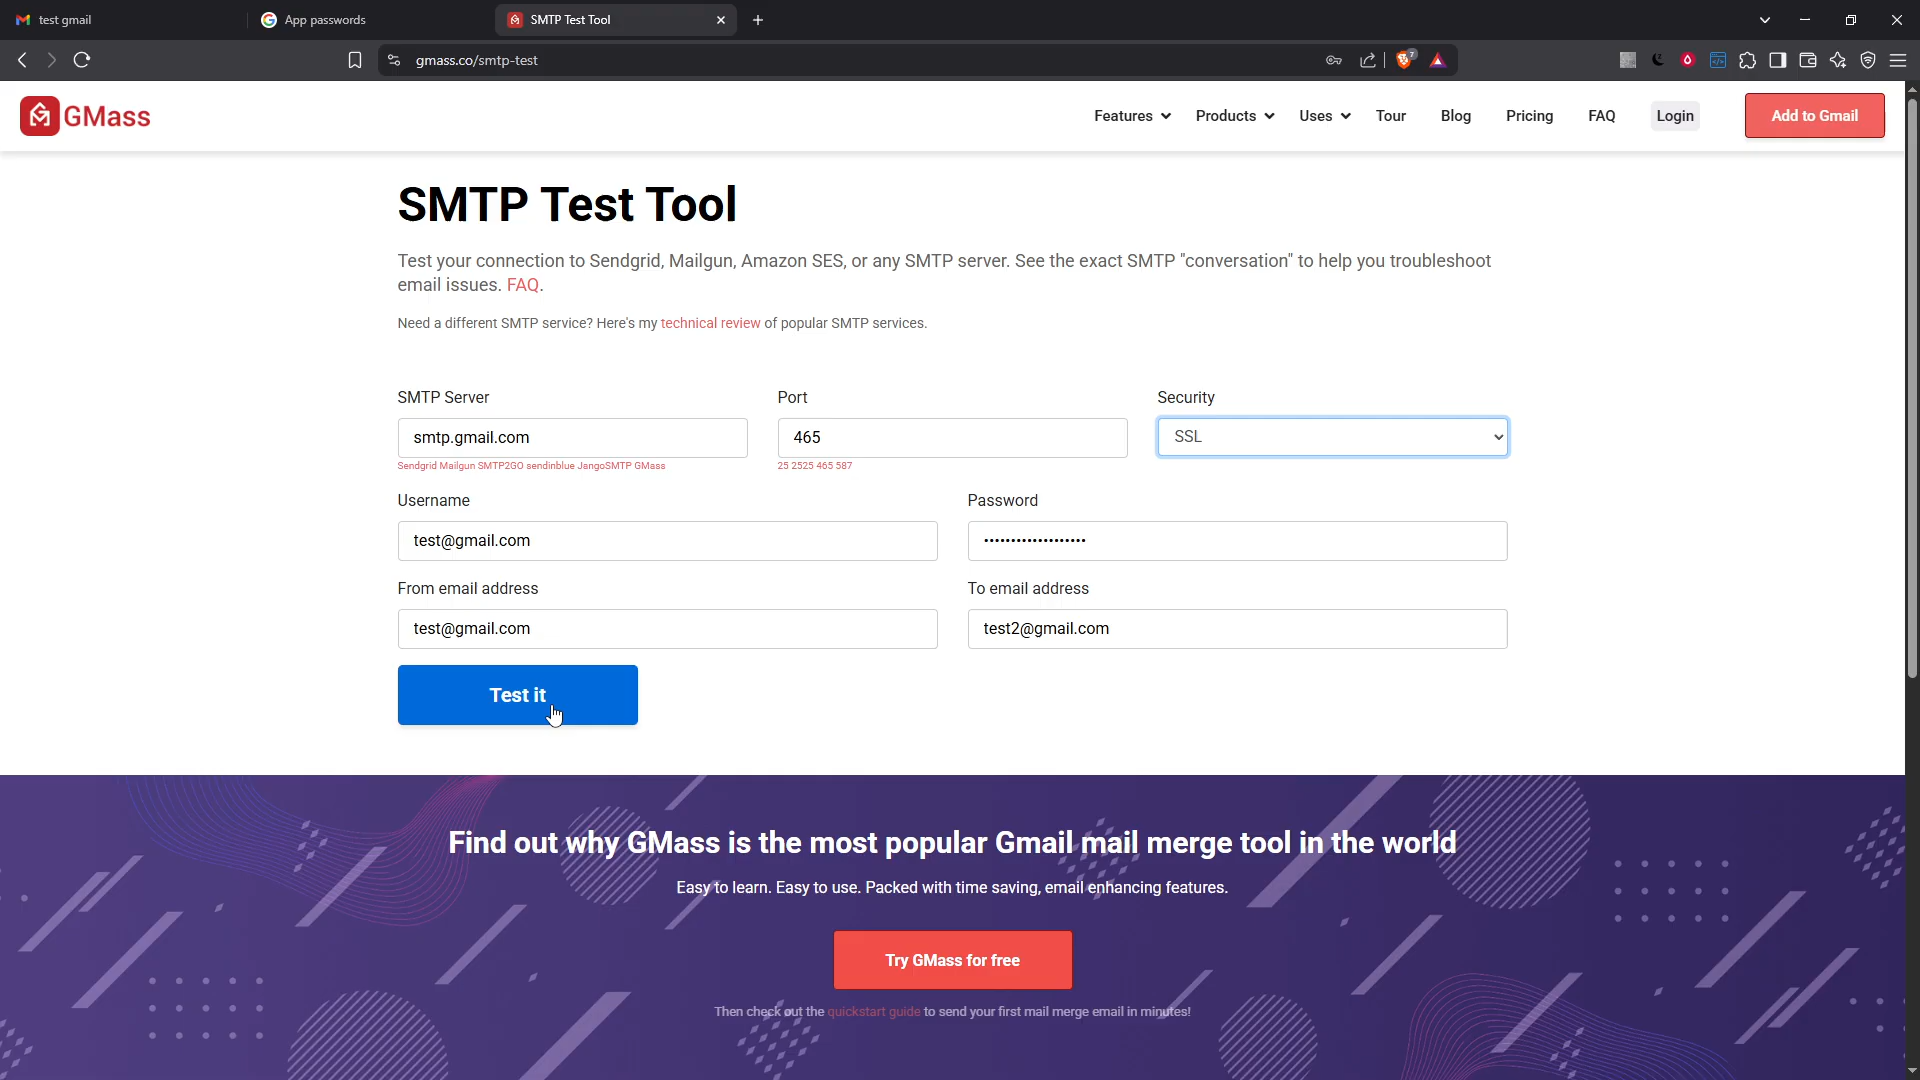 test gmail
App passwords
SMTP Test Tool
gmass.co/smtp-test
7
GMass
Features
Products
Uses
Tour
Blog
Pricing
FAQ
Login
Add to Gmail
SMTP Test Tool
Test your connection to Sendgrid, Mailgun, Amazon SES, or any SMTP server. See the exact SMTP "conversation" to help you troubleshoot
email issues. FAQ.
Need a different SMTP service? Here's my technical review of popular SMTP services.
SMTP Server
Port
Security
smtp.gmail.com
465
SSL
Sendgrid Mailgun SMTP2GO sendinblue JangoSMTP GMass
25 2525 465 587
Username
Password
test@gmail.com
•••••••••••••••••••
From email address
To email address
test@gmail.com
test2@gmail.com
Test it
Find out why GMass is the most popular Gmail mail merge tool in the world
Easy to learn. Easy to use. Packed with time saving, email enhancing features.
Try GMass for free
Then check out the quickstart guide to send your first mail merge email in minutes!